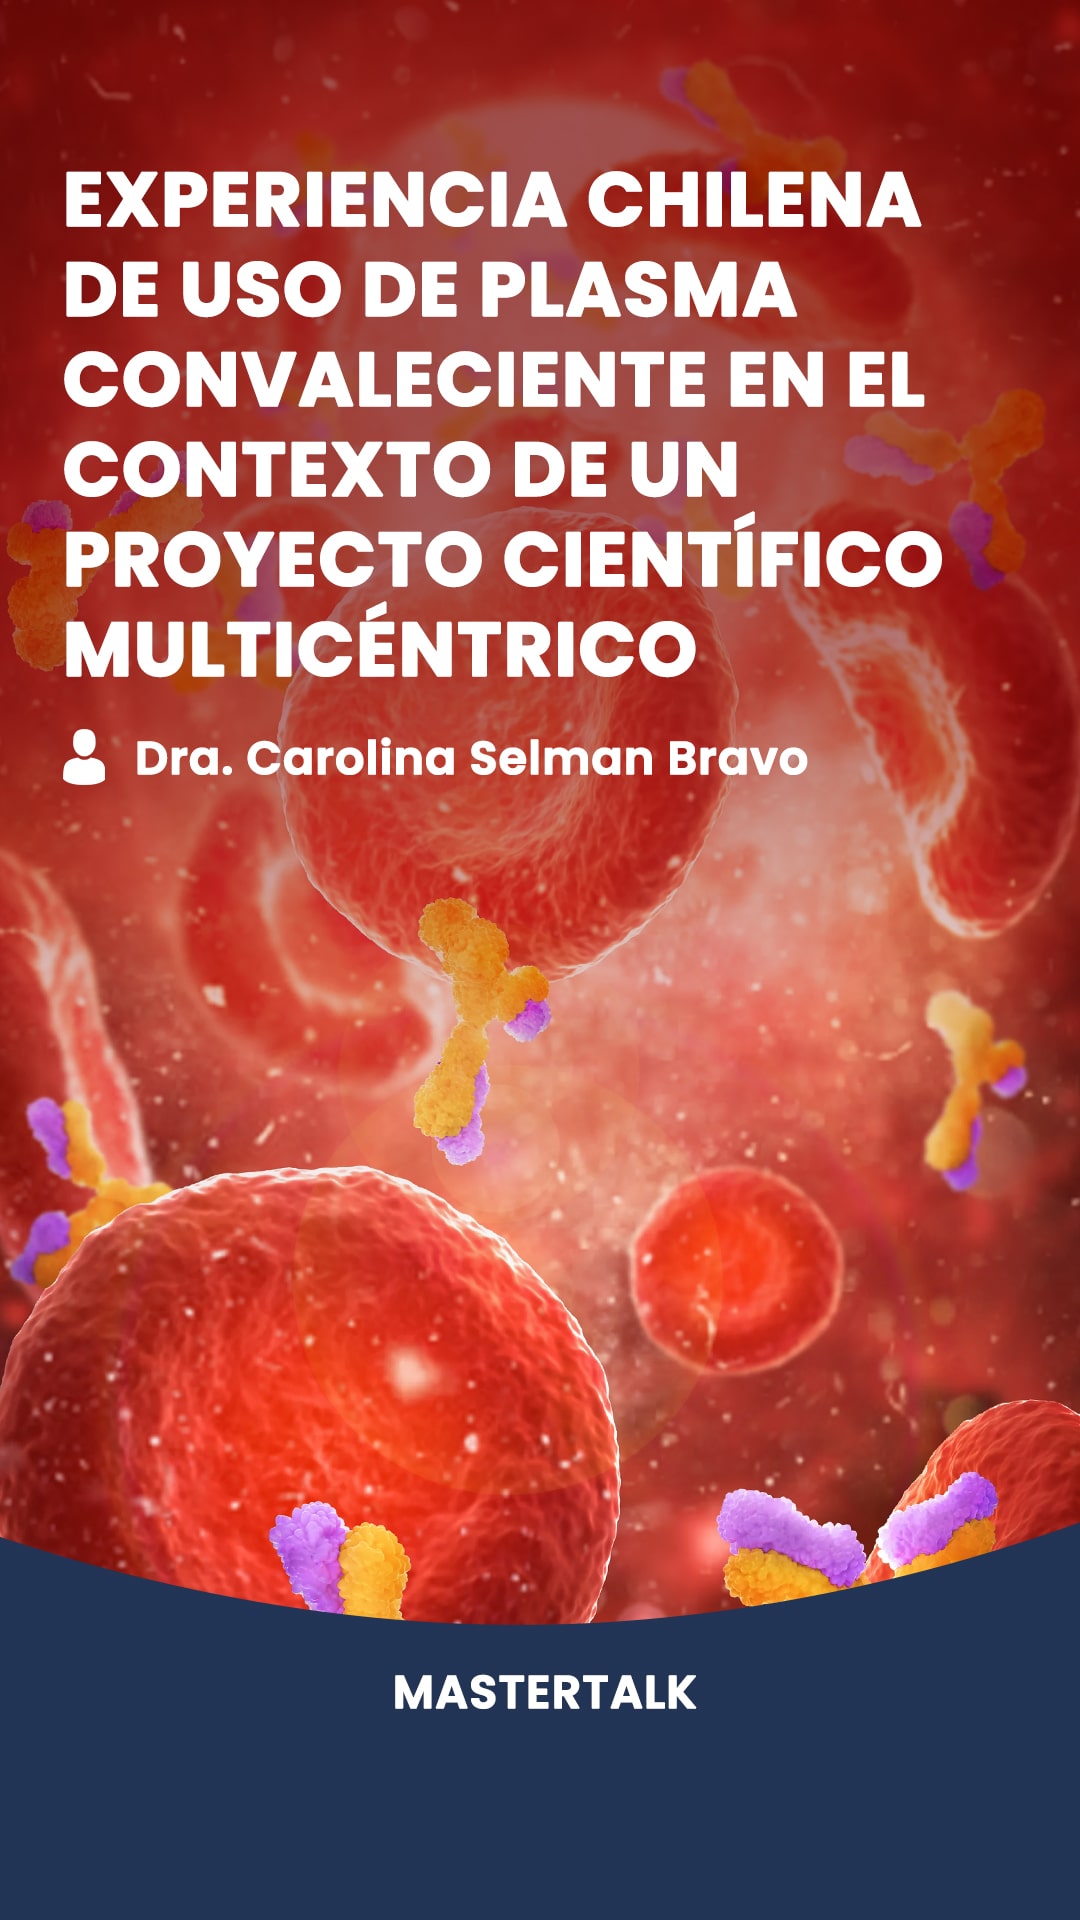 EXPERIENCIA CHILENA
DE USO DE PLASMA
CONVALECIENTE EN EL
CONTEXTO DE UN
PROYECTO CIENTÍFICO
MULTICÉNTRICO
Dra. Carolina Selman Bravo
MASTERTALK